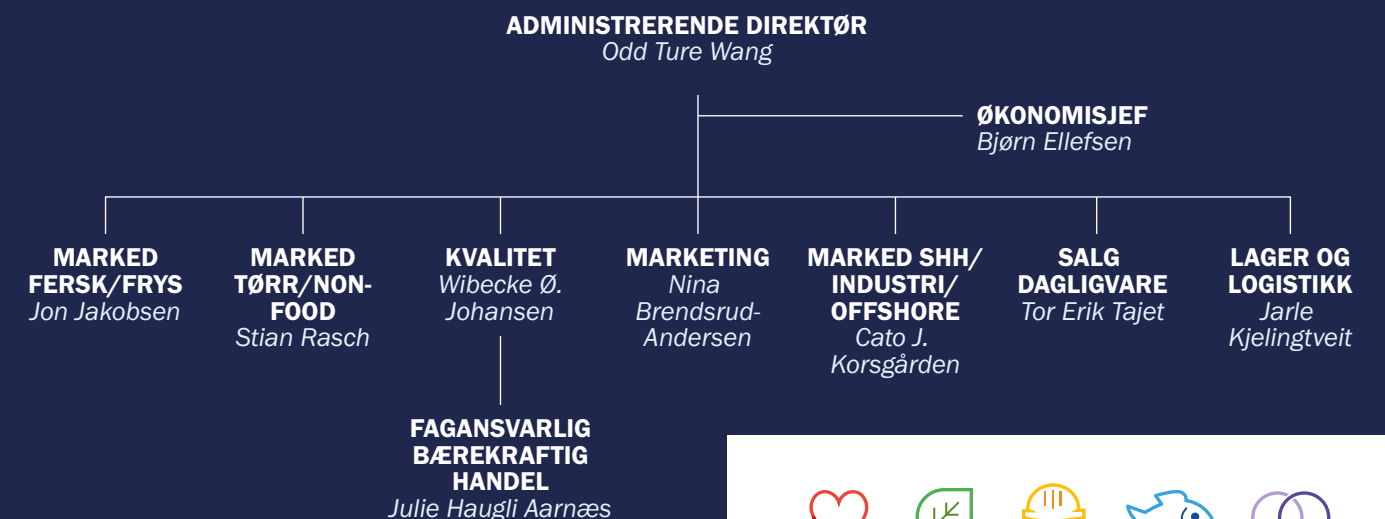 ADMINISTRERENDE DIREKTØR
Odd Ture Wang
ØKONOMISJEF
Bjørn Ellefsen
MARKED
FERSK/FRYS
Jon Jakobsen
MARKED
TØRR/NON-
FOOD
Stian Rasch
KVALITET
Wibecke Ø.
Johansen
MARKETING
Nina
Brendsrud-
Andersen
MARKED SHH/
INDUSTRI/
OFFSHORE
Cato J.
Korsgården
SALG
DAGLIGVARE
Tor Erik Tajet
LAGER OG
LOGISTIKK
Jarle
Kjelingtveit
FAGANSVARLIG
BÆREKRAFTIG
HANDEL
Julie Haugli Aarnæs